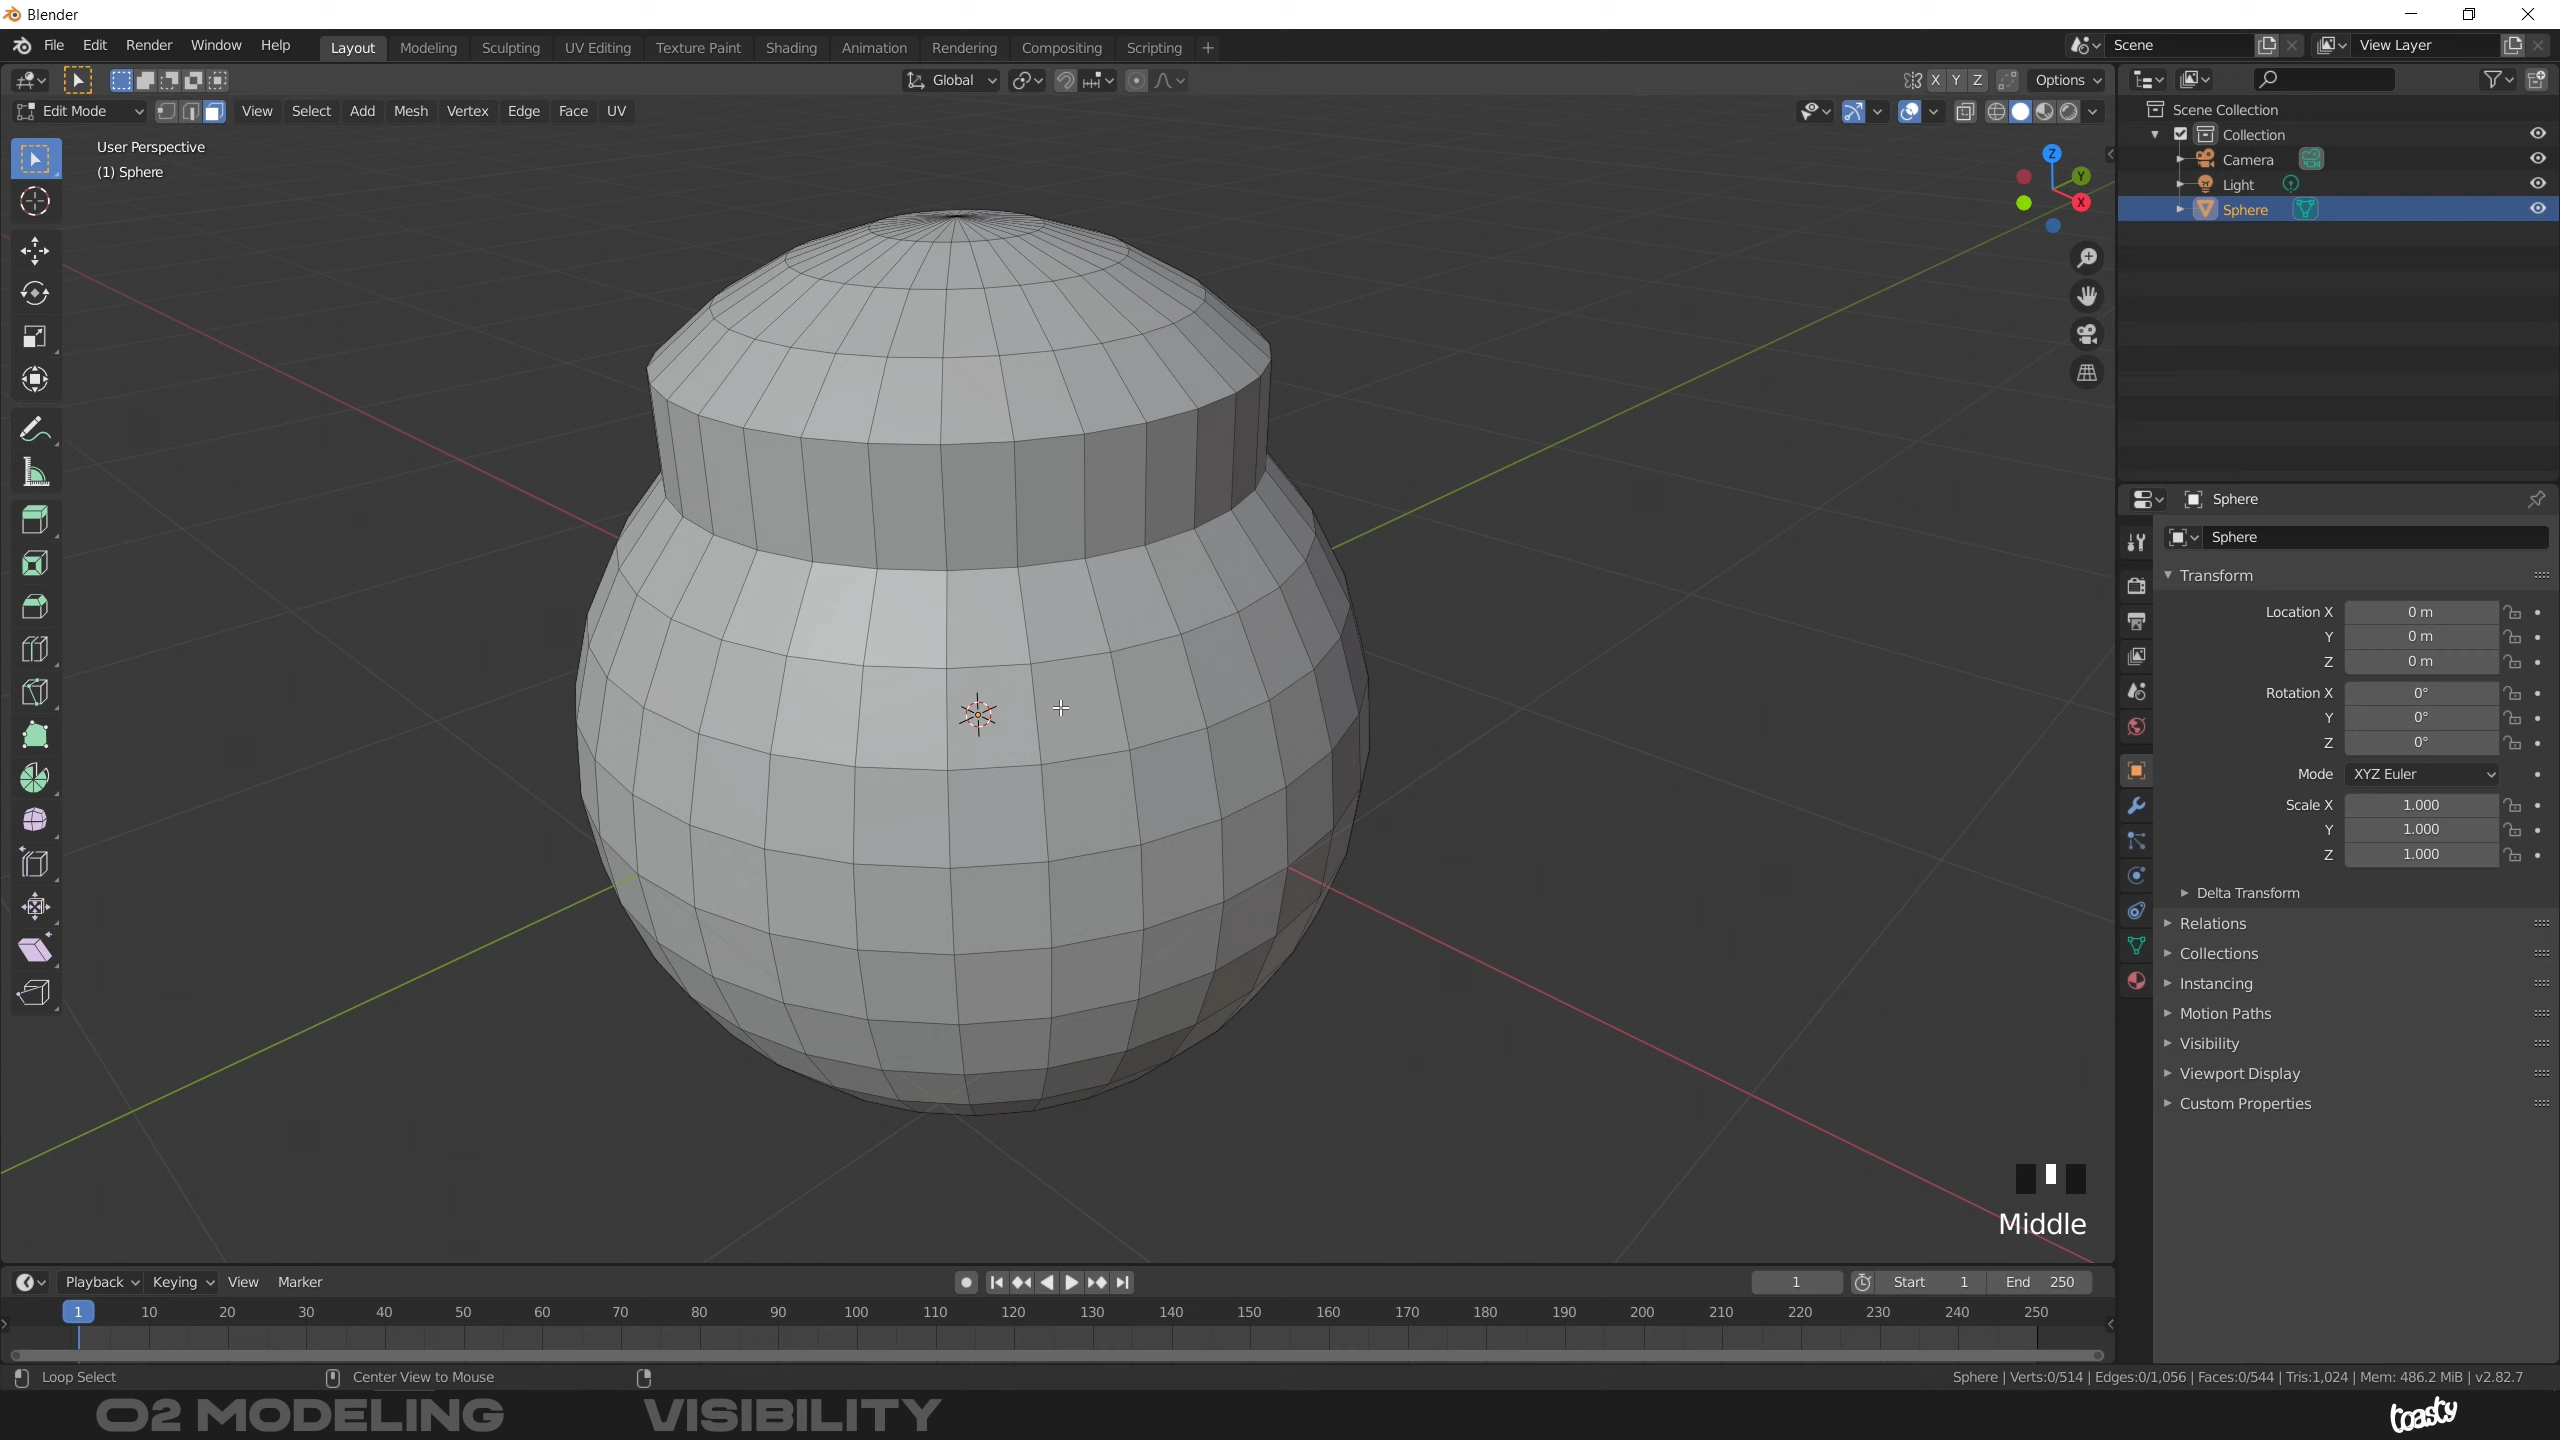 Blender
File Edit Render Window Help Layout Modeling Sculpting UV Editing Texture Paint Shading Animation Rendering Compositing Scripting + Scene View Layer
Global X Y Z Options
Edit Mode View Select Add Mesh Vertex Edge Face UV
User Perspective
(1) Sphere
Z
Y
X
Scene Collection
Collection
Camera
Light
Sphere
Sphere
Sphere
Transform
Location X 0 m
Y 0 m
Z 0 m
Rotation X 0°
Y 0°
Z 0°
Mode XYZ Euler
Scale X 1.000
Y 1.000
Z 1.000
Delta Transform
Relations
Collections
Instancing
Motion Paths
Visibility
Viewport Display
Custom Properties
Middle
Playback Keying View Marker 1 Start 1 End 250
1 10 20 30 40 50 60 70 80 90 100 110 120 130 140 150 160 170 180 190 200 210 220 230 240 250
Loop Select Center View to Mouse Sphere | Verts:0/514 | Edges:0/1,056 | Faces:0/544 | Tris:1,024 | Mem: 486.2 MiB | v2.82.7
02 MODELING VISIBILITY toasty